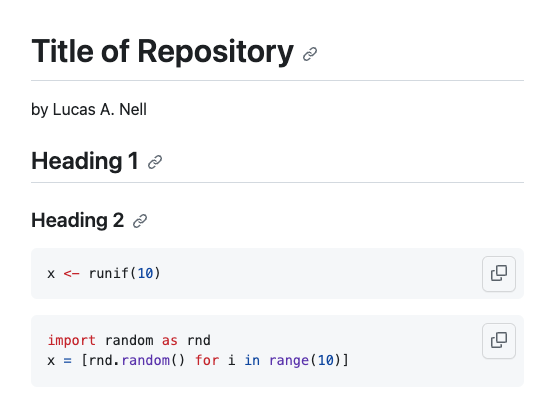 Title of Repository
by Lucas A. Nell
Heading 1
Heading 2
x <- runif(10)
import random as rnd
x = [rnd.random() for i in range(10)]